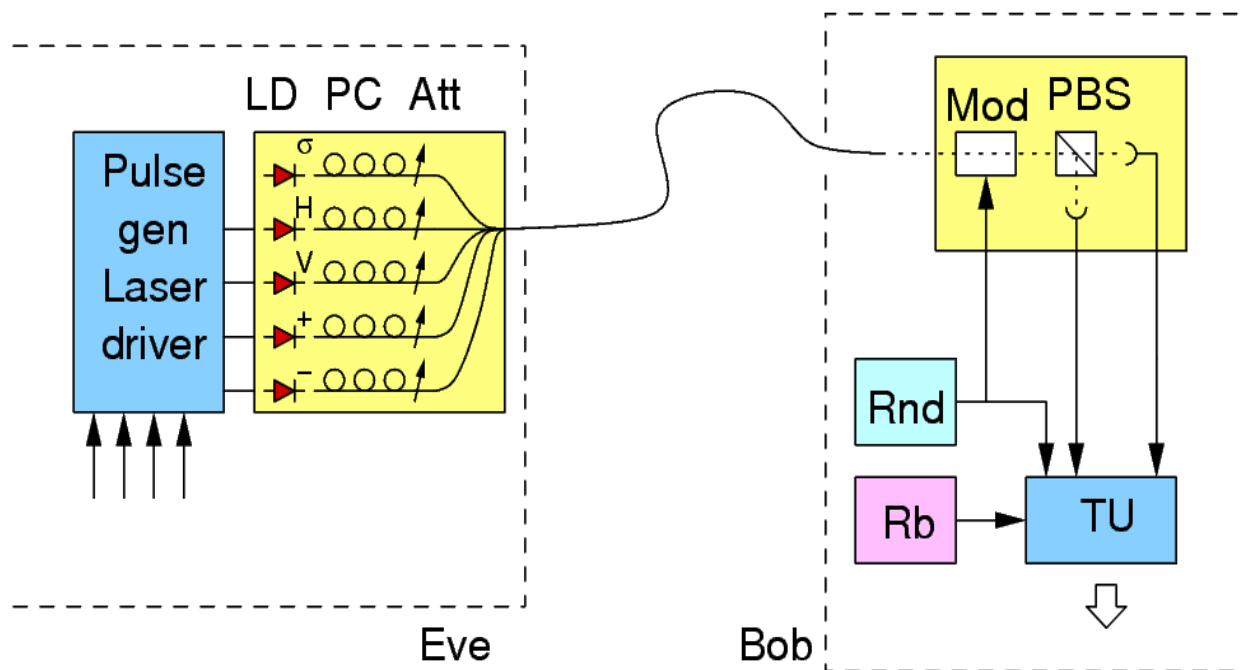 LD PC Att
Pulse
gen
Laser
driver
σ
H
V
+
−
Eve
Bob
Mod PBS
Rnd
Rb
TU